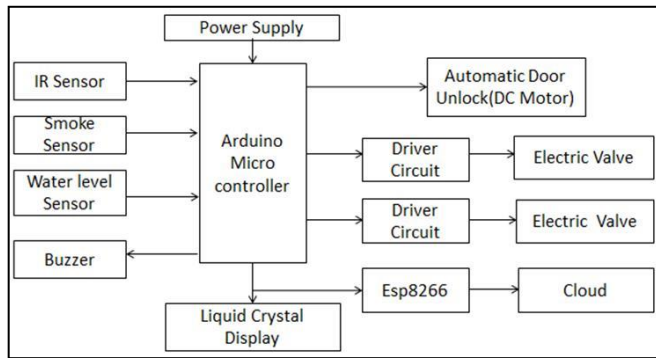 Power Supply
IR Sensor
Smoke
Sensor
Water level
Sensor
Buzzer
Arduino
Micro
controller
Liquid Crystal
Display
Automatic Door
Unlock(DC Motor)
Driver
Circuit
Electric Valve
Driver
Circuit
Electric Valve
Esp8266
Cloud